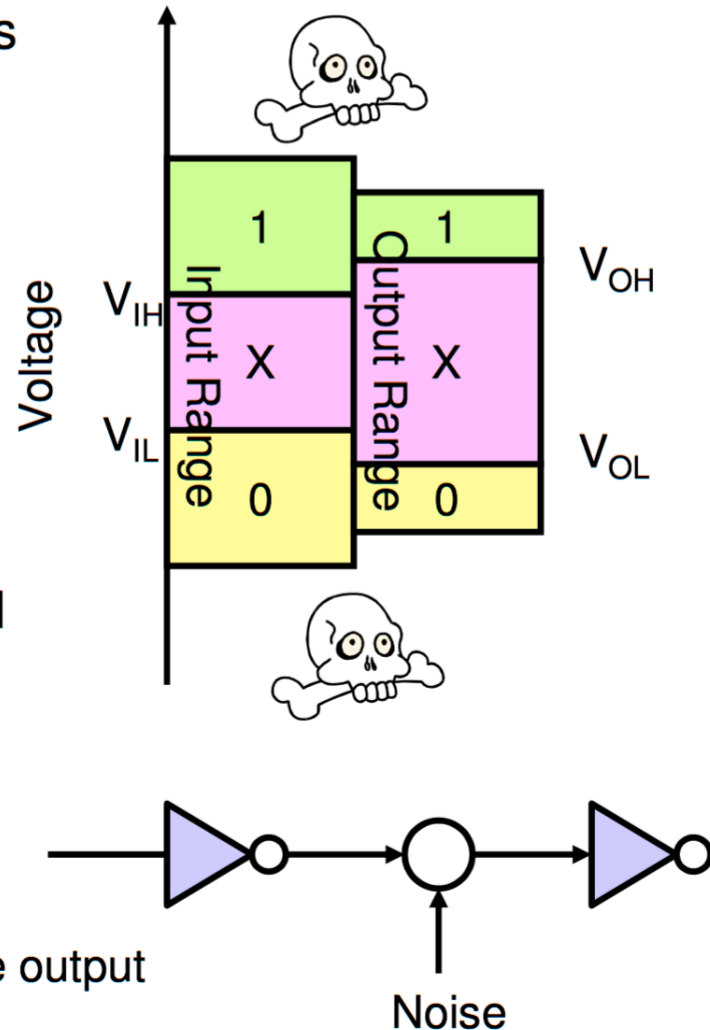 s
1
1
V_OH
V_IH
Input Range
Output Range
Voltage
X
X
V_IL
V_OL
0
0
e output
Noise